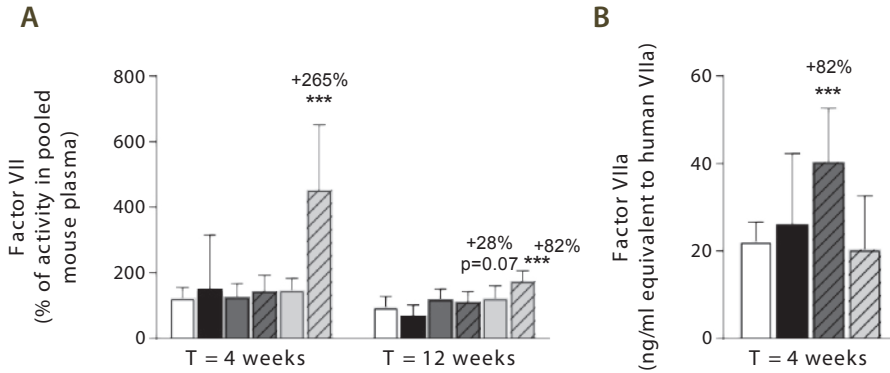 A
Factor VII
(% of activity in pooled
mouse plasma)
800
600
400
200
0
+265%
***
+28%
p=0.07
+82%
***
T = 4 weeks
T = 12 weeks
B
Factor VIIa
(ng/ml equivalent to human VIIa)
60
40
20
0
+82%
***
T = 4 weeks